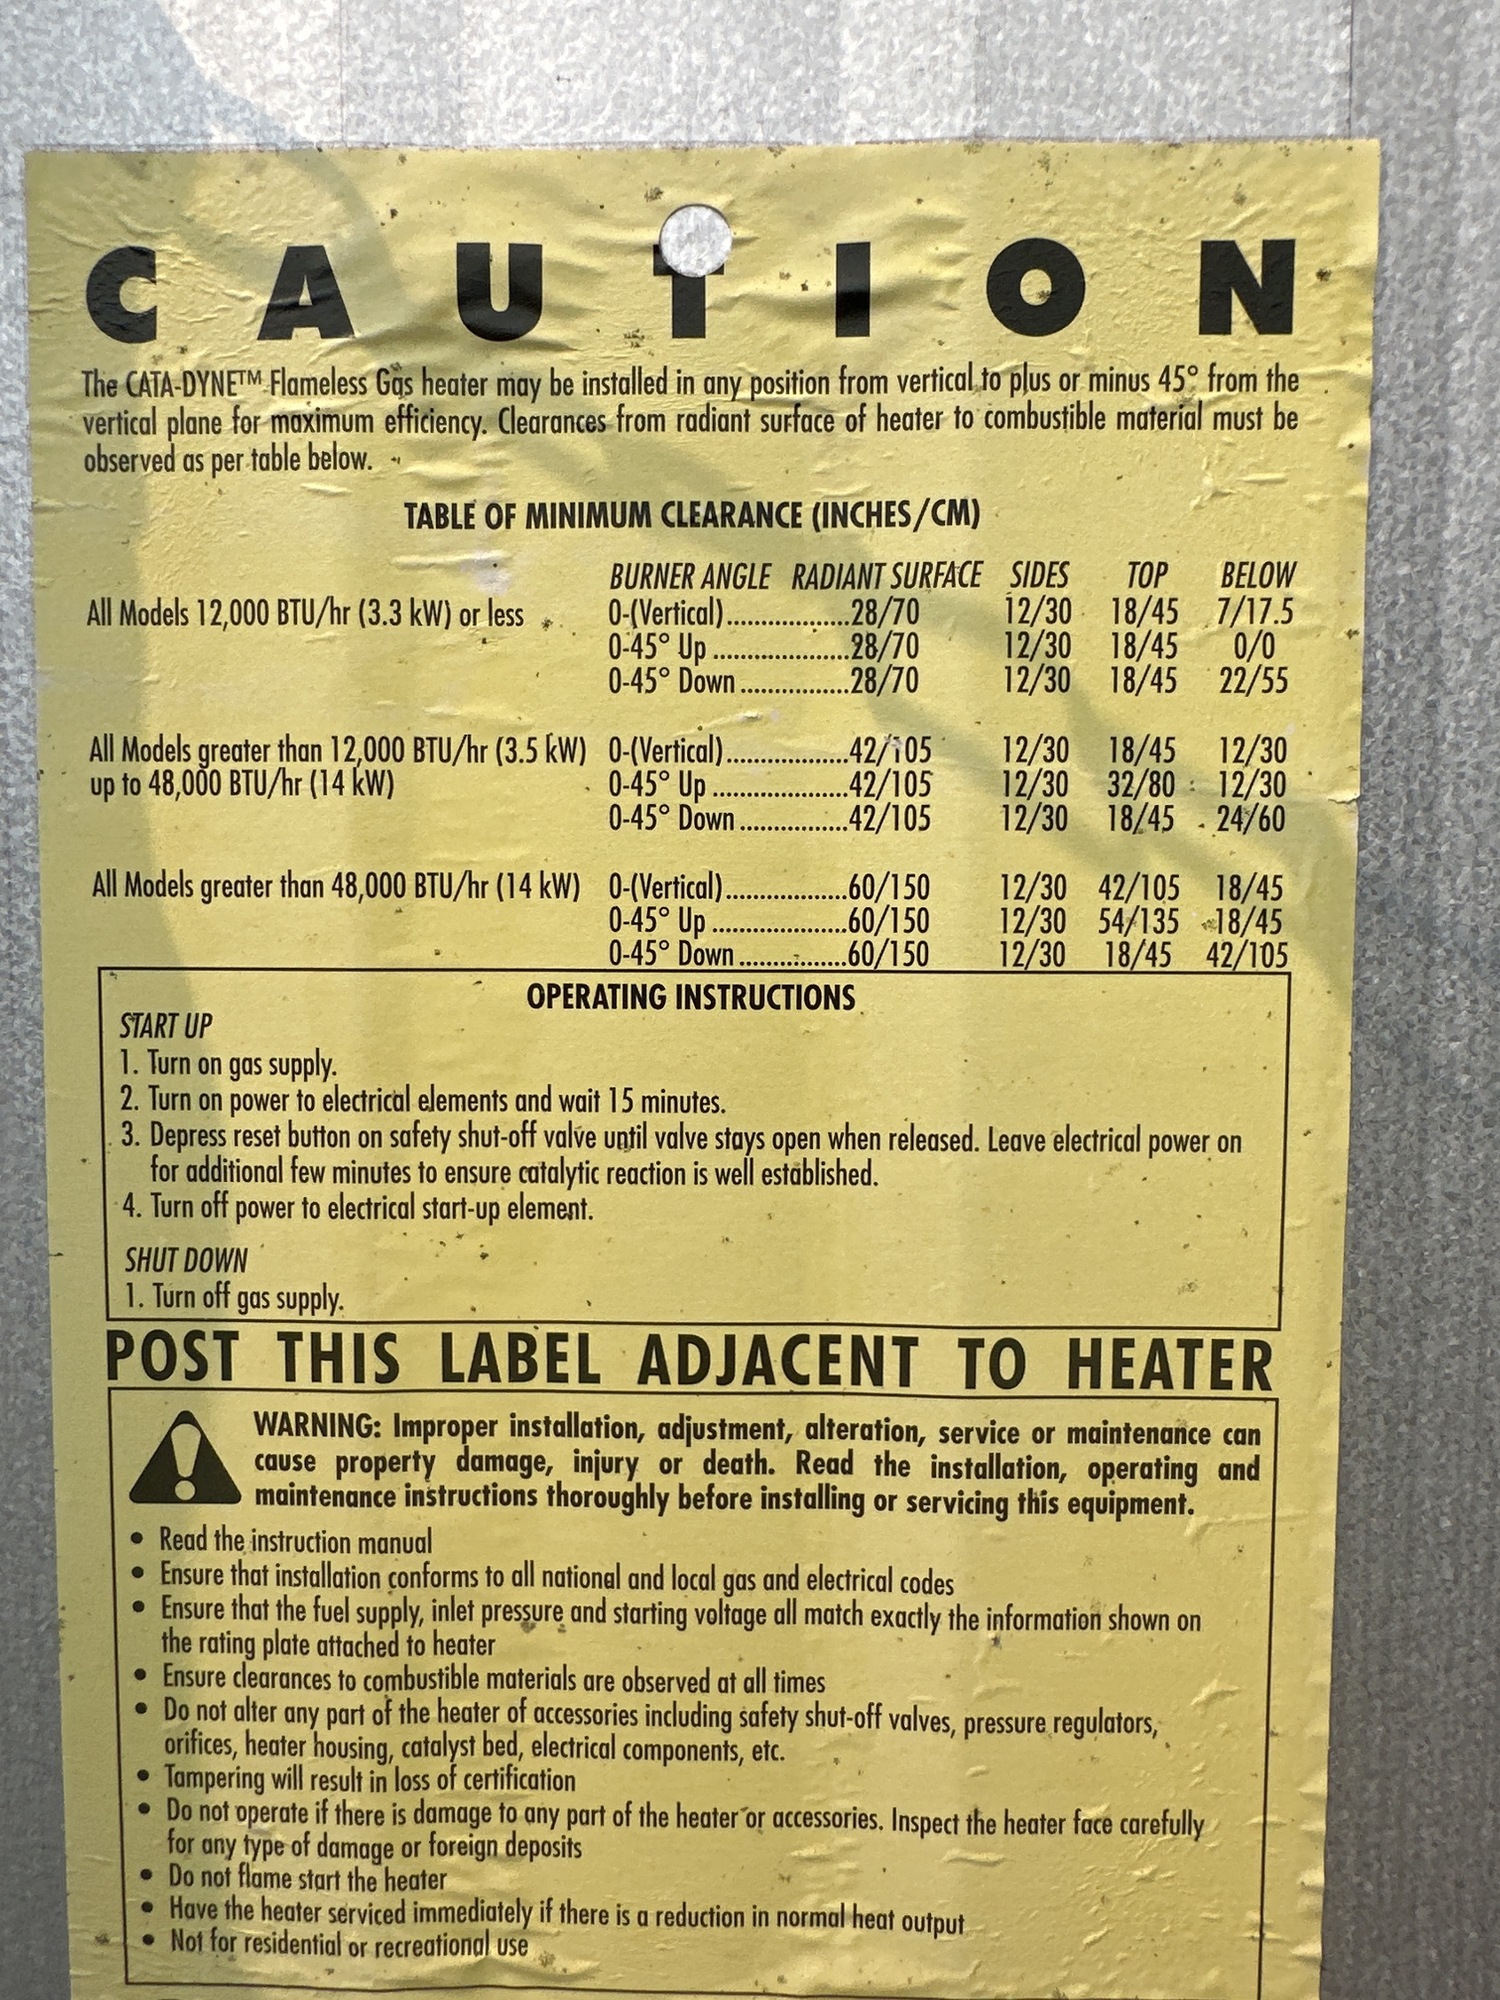 CAUTION
The CATA-DYNE™ Flameless Gas heater may be installed in any position from vertical to plus or minus 45° from the
vertical plane for maximum efficiency. Clearances from radiant surface of heater to combustible material must be
observed as per table below.
TABLE OF MINIMUM CLEARANCE (INCHES/CM)
BURNER ANGLE RADIANT SURFACE SIDES TOP BELOW
All Models 12,000 BTU/hr (3.3 kW) or less 0-(Vertical)..................28/70 12/30 18/45 7/17.5
0-45° Up ....................28/70 12/30 18/45 0/0
0-45° Down ................28/70 12/30 18/45 22/55
All Models greater than 12,000 BTU/hr (3.5 kW) 0-(Vertical)..................42/105 12/30 18/45 12/30
up to 48,000 BTU/hr (14 kW) 0-45° Up ....................42/105 12/30 32/80 12/30
0-45° Down ................42/105 12/30 18/45 24/60
All Models greater than 48,000 BTU/hr (14 kW) 0-(Vertical)..................60/150 12/30 42/105 18/45
0-45° Up ....................60/150 12/30 54/135 18/45
0-45° Down ................60/150 12/30 18/45 42/105
OPERATING INSTRUCTIONS
START UP
1. Turn on gas supply.
2. Turn on power to electrical elements and wait 15 minutes.
3. Depress reset button on safety shut-off valve until valve stays open when released. Leave electrical power on
for additional few minutes to ensure catalytic reaction is well established.
4. Turn off power to electrical start-up element.
SHUT DOWN
1. Turn off gas supply.
POST THIS LABEL ADJACENT TO HEATER
WARNING: Improper installation, adjustment, alteration, service or maintenance can
cause property damage, injury or death. Read the installation, operating and
maintenance instructions thoroughly before installing or servicing this equipment.
• Read the instruction manual
• Ensure that installation conforms to all national and local gas and electrical codes
• Ensure that the fuel supply, inlet pressure and starting voltage all match exactly the information shown on
the rating plate attached to heater
• Ensure clearances to combustible materials are observed at all times
• Do not alter any part of the heater of accessories including safety shut-off valves, pressure regulators,
orifices, heater housing, catalyst bed, electrical components, etc.
• Tampering will result in loss of certification
• Do not operate if there is damage to any part of the heater or accessories. Inspect the heater face carefully
for any type of damage or foreign deposits
• Do not flame start the heater
• Have the heater serviced immediately if there is a reduction in normal heat output
• Not for residential or recreational use